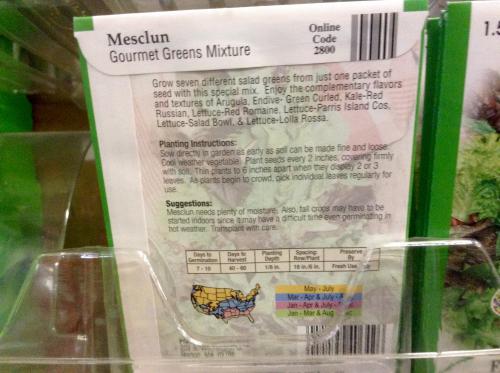 Mesclun
Gourmet Greens Mixture
Online
Code
2800
1.5
Grow seven different salad greens from just one packet of
seed with this special mix. Enjoy the complementary flavors
and textures of Arugula, Endive- Green Curled, Kale-Red
Russian, Lettuce-Red Romaine, Lettuce-Parris Island Cos,
Lettuce-Salad Bowl, & Lettuce-Lolla Rossa.
Planting Instructions:
Sow directly in garden as early as soil can be made fine and loose.
Cool weather vegetable. Plant seeds every 2 inches, covering firmly
with soil. Thin plants to 6 inches apart when they display 2 or 3
leaves. As plants begin to crowd, pick individual leaves regularly for
use.
Suggestions:
Mesclun needs plenty of moisture. Also, fall crops may have to be
started indoors since it may have a difficult time even germinating in
hot weather. Transplant with care.
Days to Germination Days to Harvest Planting Depth Spacing: Row/Plant Preserve By
7 - 10 40 - 60 1/8 in. 18 in./6 in. Fresh Use
May - July
Mar - Apr & July -
Jan - Apr & July -
Jan - Mar & Aug